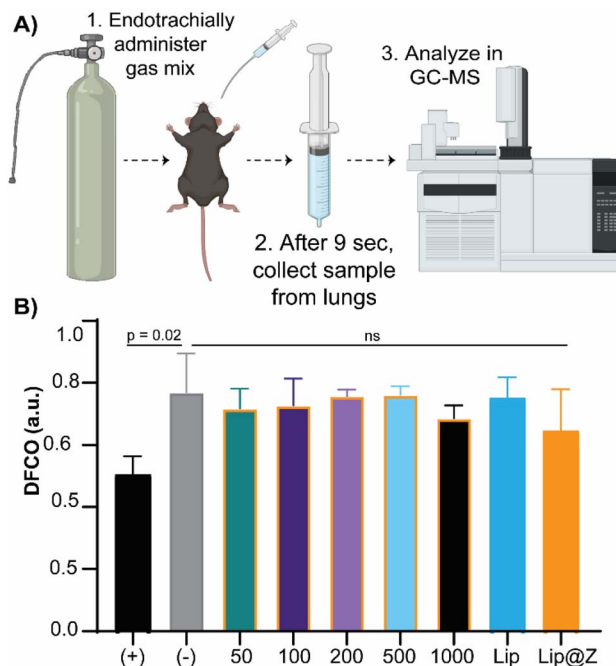 A)
1. Endotrachially
administer
gas mix
3. Analyze in
GC-MS
2. After 9 sec,
collect sample
from lungs
B)
p = 0.02
ns
DFCO (a.u.)
1.0
0.8
0.6
0.5
0.5
0.0
(+) (-) 50 100 200 500 1000 Lip Lip@Z